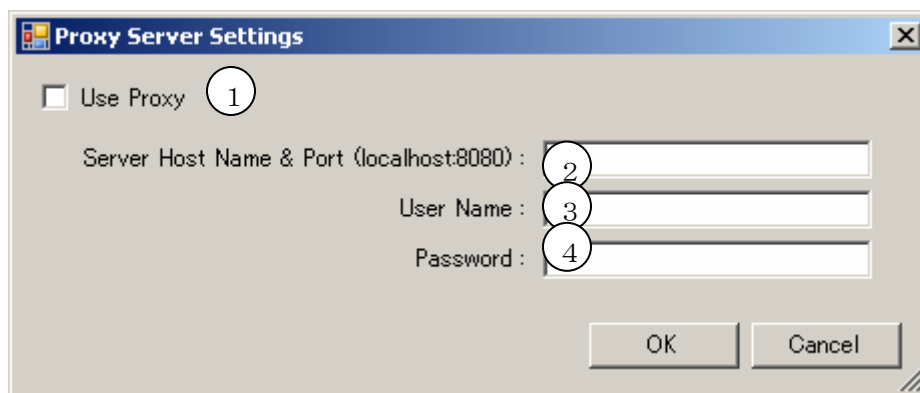 Proxy Server Settings
Use Proxy 1
Server Host Name & Port (localhost:8080) : 2
User Name : 3
Password : 4
OK Cancel